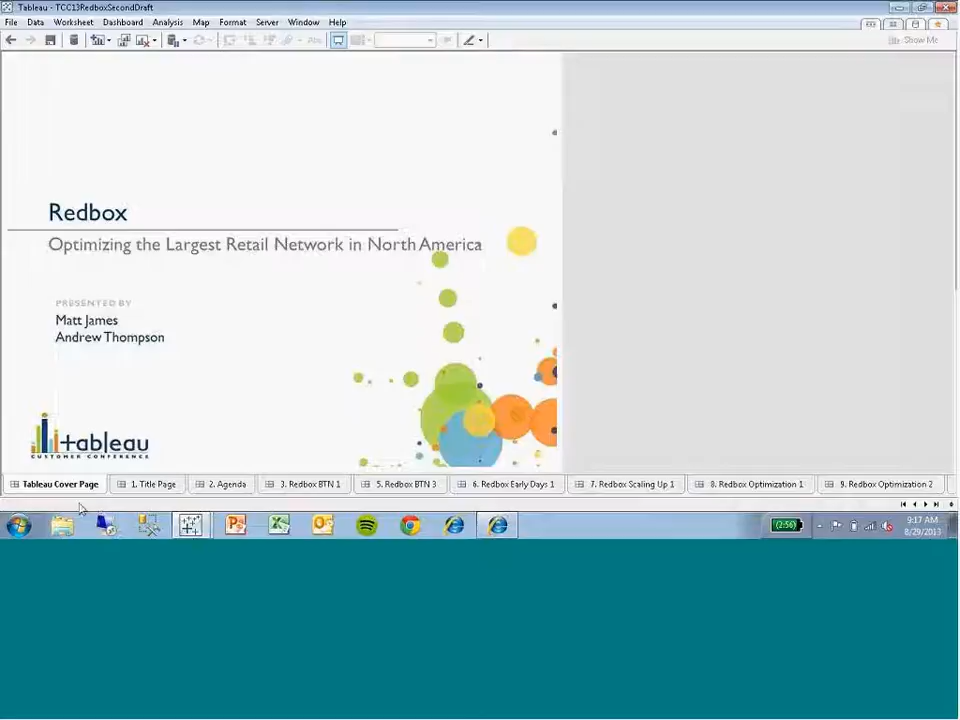 Tableau - TCC13RedboxSecondDraft
File Data Worksheet Dashboard Analysis Map Format Server Window Help
Abc
Show Me
Redbox
Optimizing the Largest Retail Network in North America
PRESENTED BY
Matt James
Andrew Thompson
+tableau
CUSTOMER CONFERENCE
Tableau Cover Page 1. Title Page 2. Agenda 3. Redbox BTN 1 5. Redbox BTN 3 6. Redbox Early Days 1 7. Redbox Scaling Up 1 8. Redbox Optimization 1 9. Redbox Optimization 2
(2:56) 9:17 AM
8/29/2013